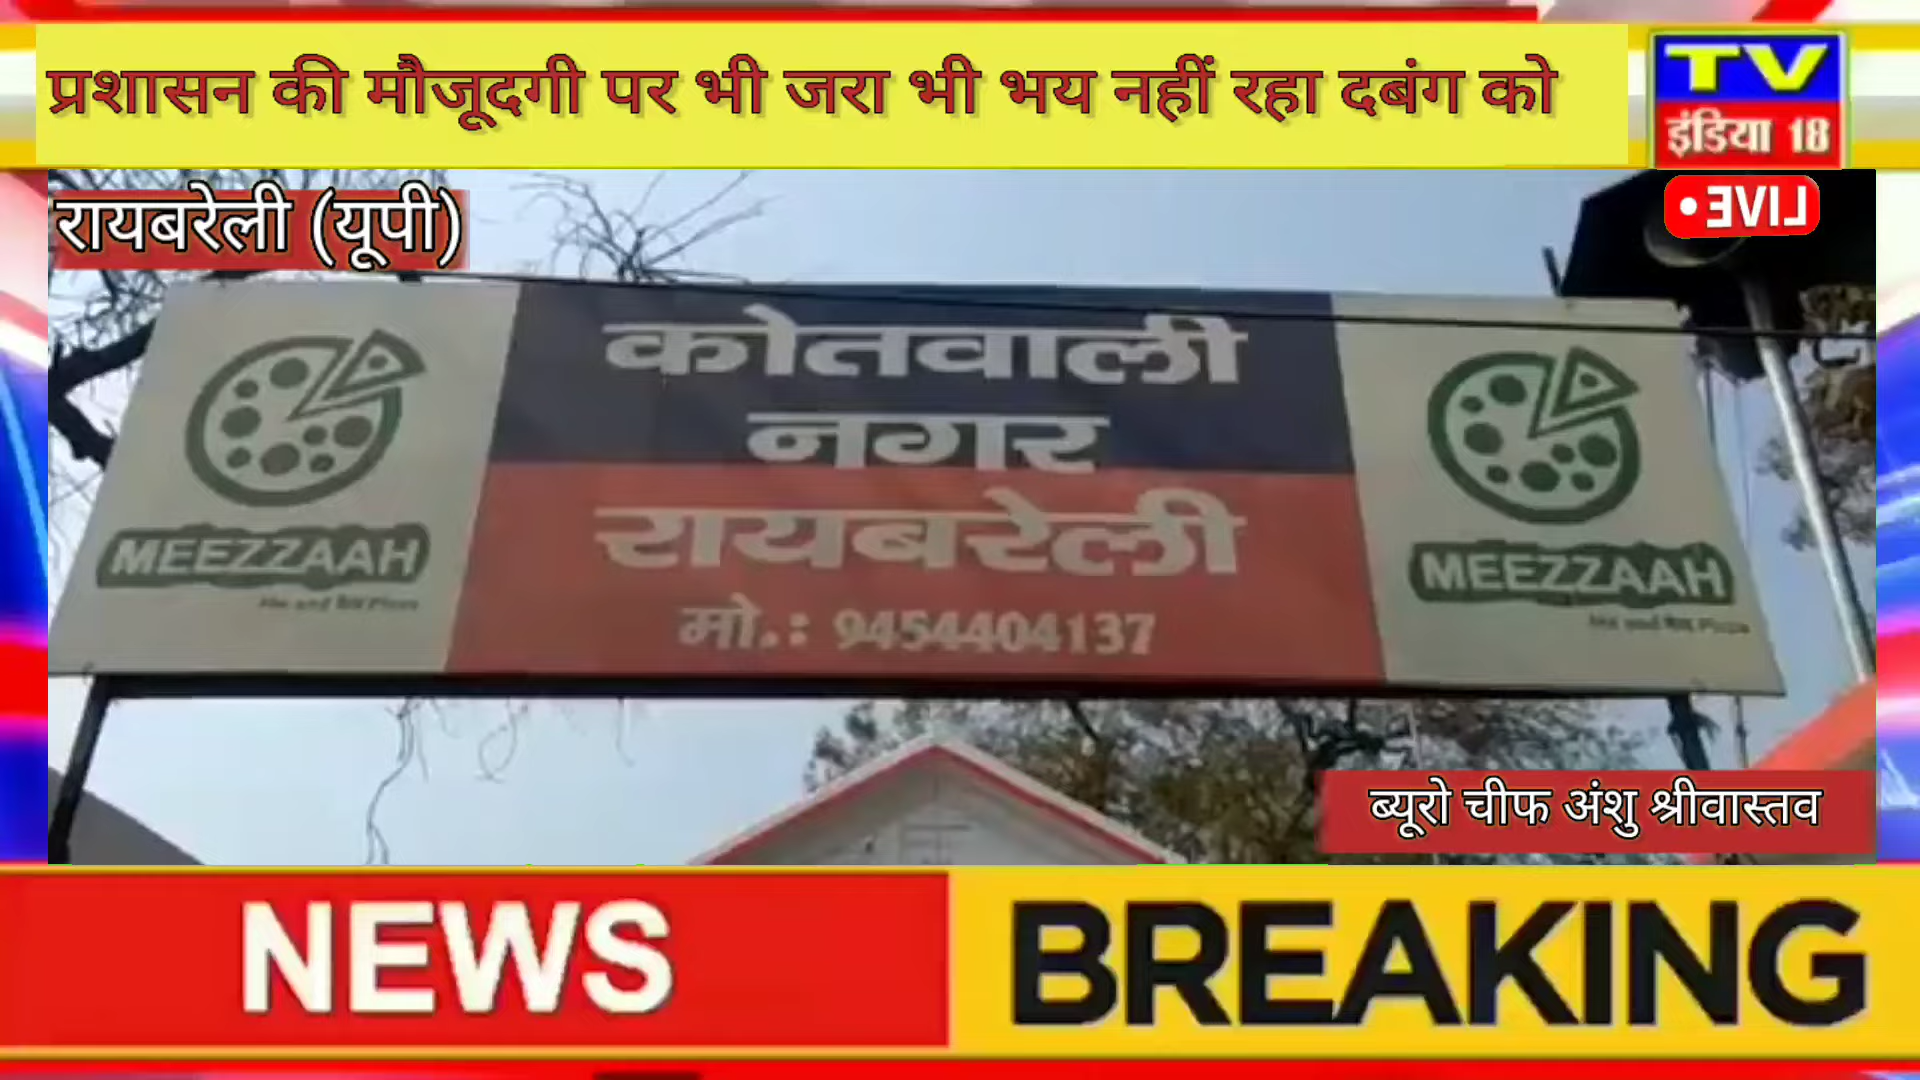 प्रशासन की मौजूदगी पर भी जरा भी भय नहीं रहा दबंग को
TV
इंडिया 18
LIVE
रायबरेली (यूपी)
कोतवाली
नगर
रायबरेली
मो.: 9454404137
MEEZZAAH
MEEZZAAH
ब्यूरो चीफ अंशु श्रीवास्तव
NEWS
BREAKING